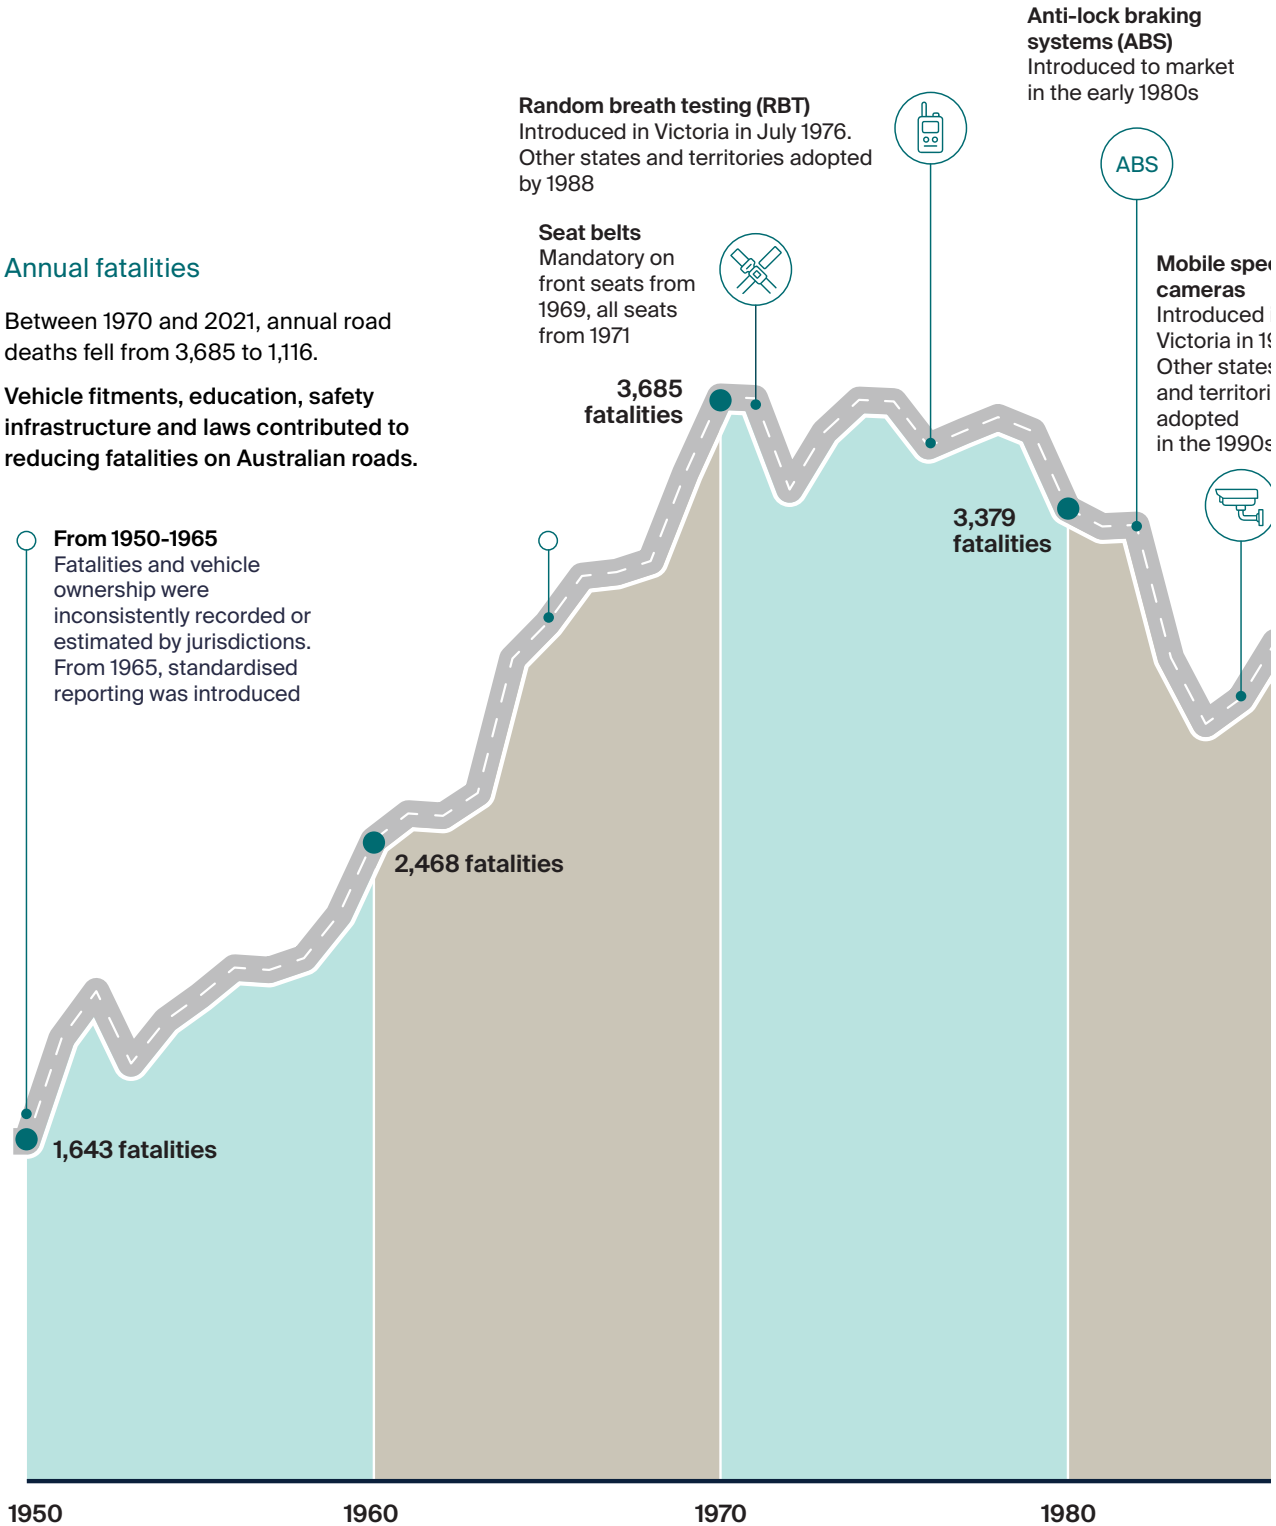 Anti-lock braking
systems (ABS)
Introduced to market
in the early 1980s
Random breath testing (RBT)
Introduced in Victoria in July 1976.
Other states and territories adopted
by 1988
ABS
Seat belts
Mandatory on
front seats from
1969, all seats
from 1971
Annual fatalities
Between 1970 and 2021, annual road
deaths fell from 3,685 to 1,116.
Vehicle fitments, education, safety
infrastructure and laws contributed to
reducing fatalities on Australian roads.
Mobile
cameras
Introduced
Victoria in
Other states
and
adopted
in the 1990s
3,685
fatalities
3,379
fatalities
From 1950-1965
Fatalities and vehicle
ownership were
inconsistently recorded or
estimated by jurisdictions.
From 1965, standardised
reporting was introduced
2,468 fatalities
1,643 fatalities
1950
1960
1970
1980